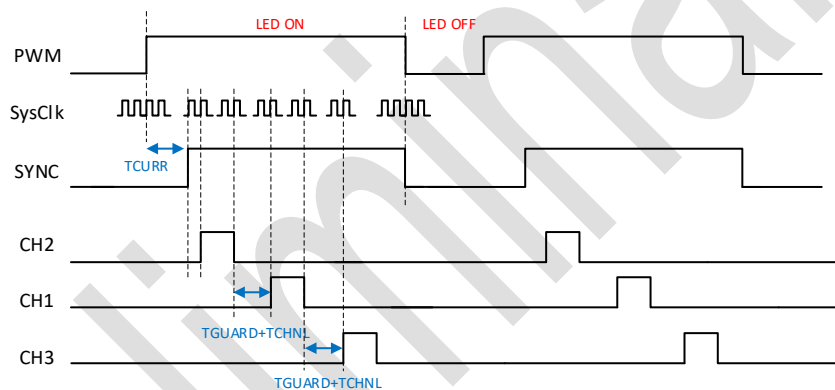 LED ON
LED OFF
PWM
SysClk
TCURR
SYNC
CH2
CH1
TGUARD+TCHNL
CH3
TGUARD+TCHNL